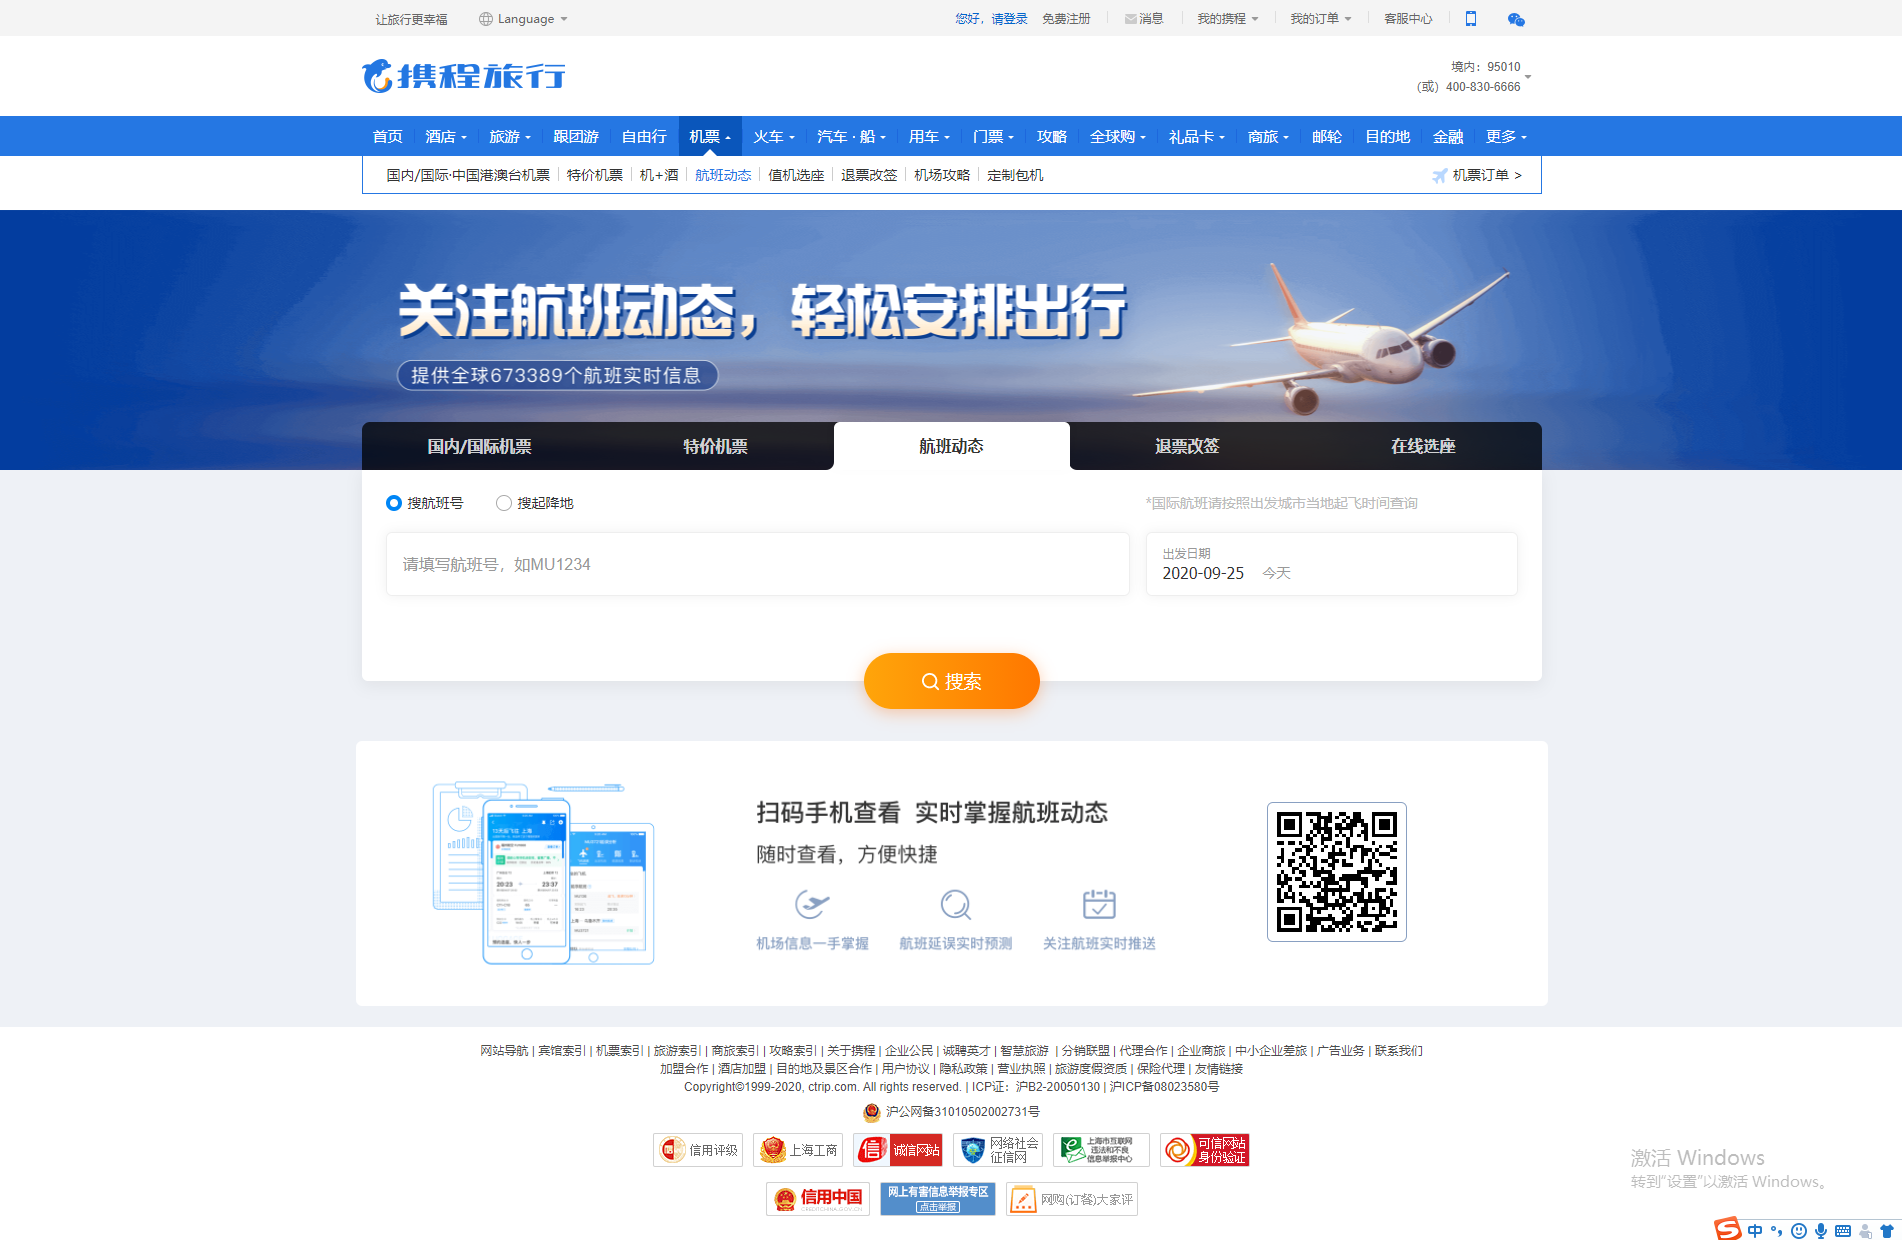 让旅行更幸福 Language 您好，请登录 免费注册 消息 我的携程 我的订单 客服中心
携程旅行
境内：95010
（或）400-830-6666
首页 酒店 旅游 跟团游 自由行 机票 火车 汽车·船 用车 门票 攻略 全球购 礼品卡 商旅 邮轮 目的地 金融 更多
国内/国际·中国港澳台机票 特价机票 机+酒 航班动态 值机选座 退票改签 机场攻略 定制包机 机票订单 >
关注航班动态，轻松安排出行
提供全球673389个航班实时信息
国内/国际机票 特价机票 航班动态 退票改签 在线选座
搜航班号 搜起降地 *国际航班请按照出发城市当地起飞时间查询
请填写航班号，如MU1234
出发日期
2020-09-25 今天
搜索
扫码手机查看 实时掌握航班动态
随时查看，方便快捷
20:23 23:37
机场信息一手掌握 航班延误实时预测 关注航班实时推送
网站导航 | 宾馆索引 | 机票索引 | 旅游索引 | 商旅索引 | 攻略索引 | 关于携程 | 企业公民 | 诚聘英才 | 智慧旅游 | 分销联盟 | 代理合作 | 企业商旅 | 中小企业差旅 | 广告业务 | 联系我们
加盟合作 | 酒店加盟 | 目的地及景区合作 | 用户协议 | 隐私政策 | 营业执照 | 旅游度假资质 | 保险代理 | 友情链接
Copyright©1999-2020, ctrip.com. All rights reserved. | ICP证：沪B2-20050130 | 沪ICP备08023580号
沪公网备31010502002731号
信用评级 上海工商 信 诚信网站 网络社会征信网 上海市互联网违法和不良信息举报中心 可信网站身份验证
信用中国 CREDITCHINA.GOV.CN 网上有害信息举报专区 点击举报 网购(订餐)大家评
激活 Windows
转到“设置”以激活 Windows。
S 中